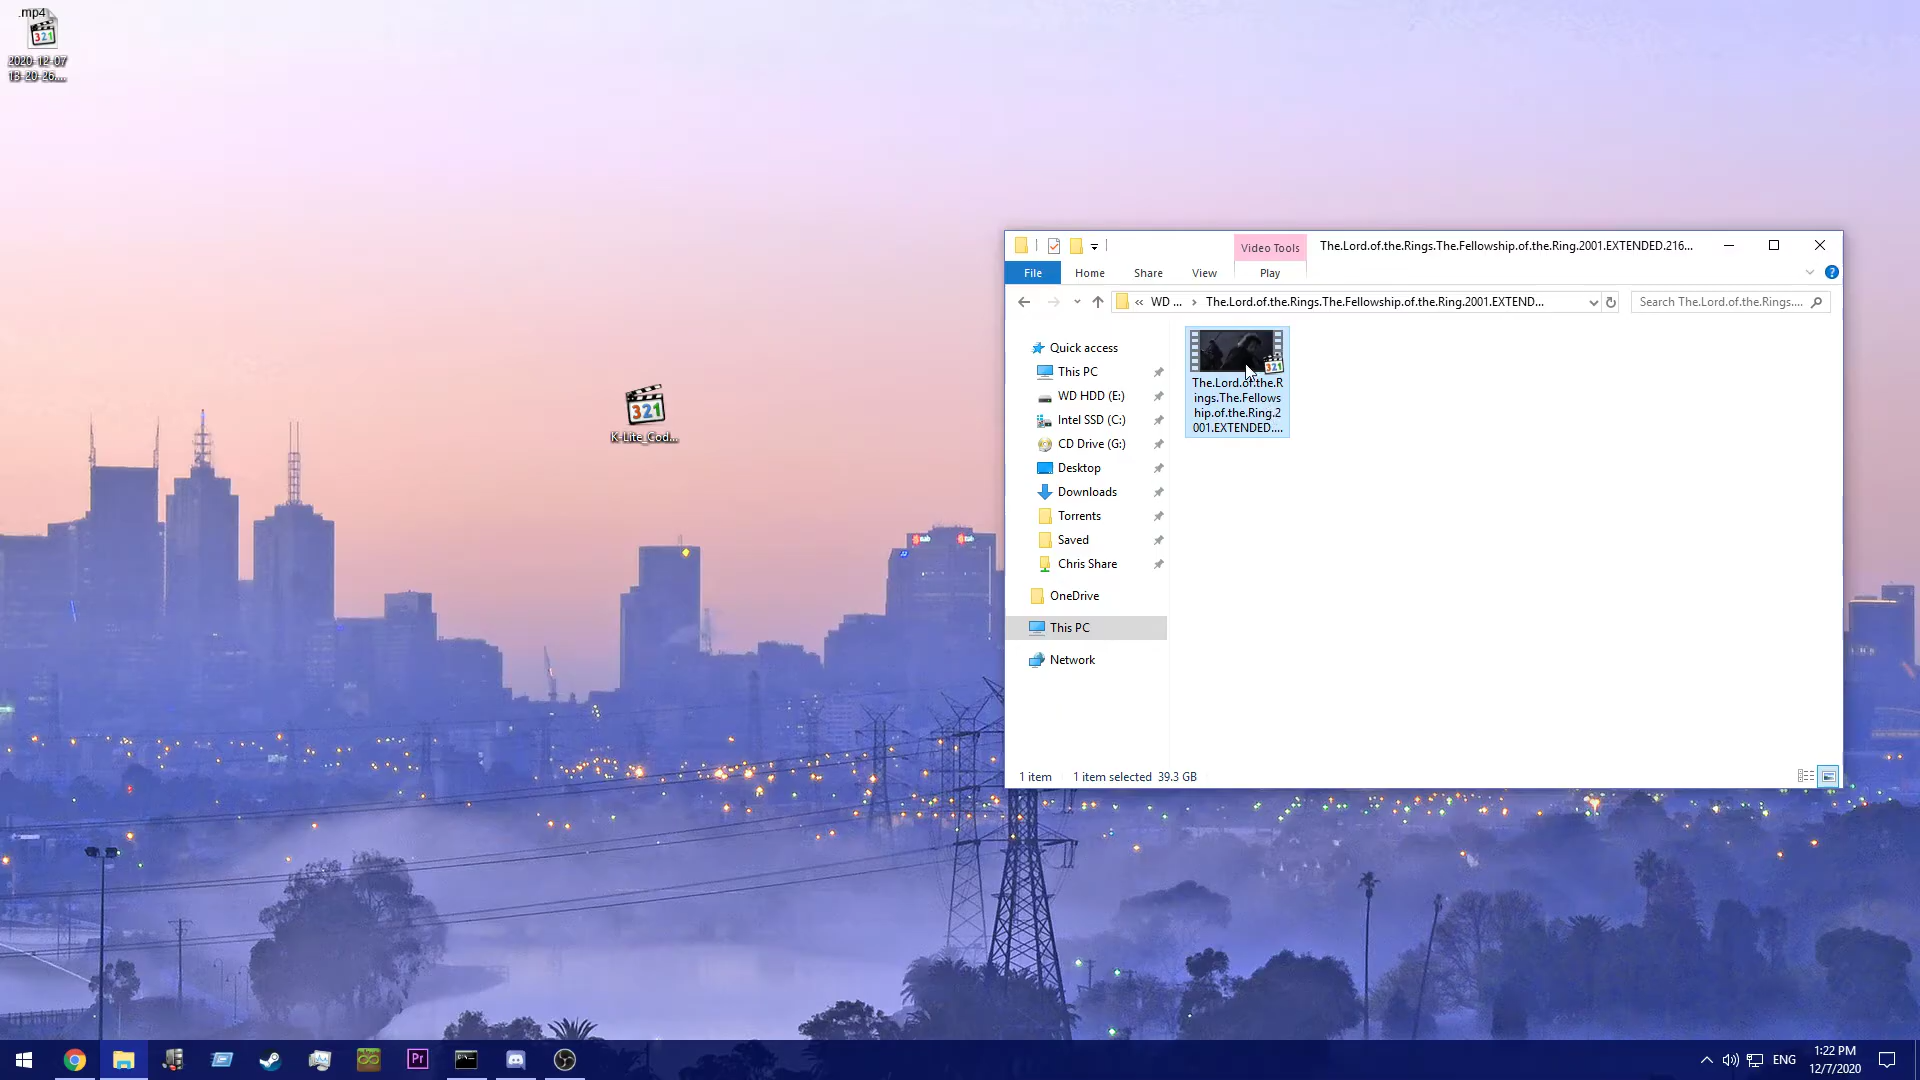 .mp4
321
2020-12-07
13-20-26....
321
K-Lite_Cod...
Video Tools
The.Lord.of.the.Rings.The.Fellowship.of.the.Ring.2001.EXTENDED.216...
File
Home
Share
View
Play
« WD ... › The.Lord.of.the.Rings.The.Fellowship.of.the.Ring.2001.EXTEND...
Search The.Lord.of.the.Rings....
Quick access
This PC
WD HDD (E:)
Intel SSD (C:)
CD Drive (G:)
Desktop
Downloads
Torrents
Saved
Chris Share
OneDrive
This PC
Network
321
The.Lord.of.the.R
ings.The.Fellows
hip.of.the.Ring.2
001.EXTENDED....
1 item
1 item selected 39.3 GB
Pr
ENG
1:22 PM
12/7/2020